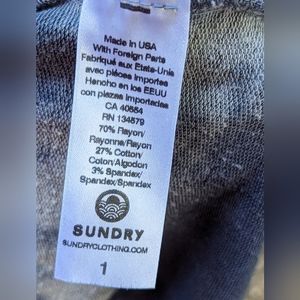 Made in USA
With Foreign Parts
Fabriqué aux États-Unis
avec pièces importées
Hencho en los EEUU
con piezas importadas
CA 40554
RN 134579
70% Rayon/
Rayonne/Rayon
27% Cotton/
Coton/Algodon
3% Spandex/
Spandex/Spandex
SUNDRY
SUNDRYCLOTHING.COM
1